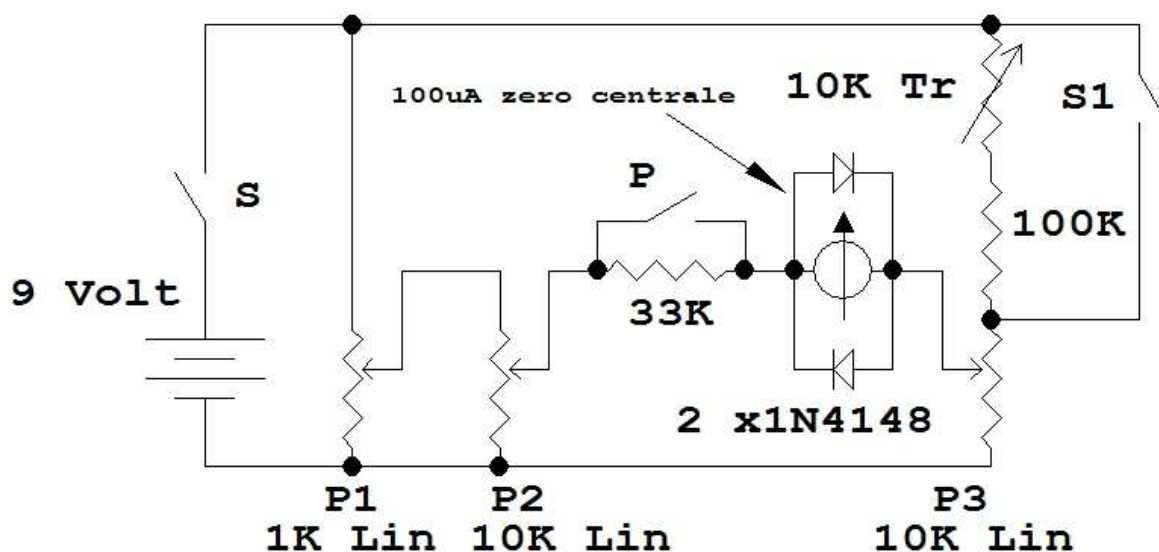 100uA zero centrale
10K Tr
S1
P
S
100K
9 Volt
33K
2 x1N4148
P1
1K Lin
P2
10K Lin
P3
10K Lin